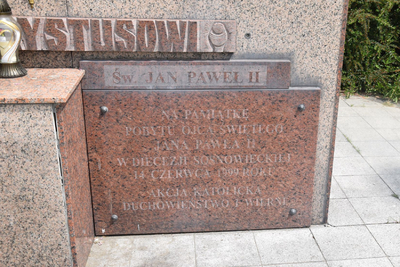 YSTUSOWI
ŚW. JAN PAWEŁ II
NA PAMIĄTKĘ
POBYTU OJCA ŚWIĘTEGO
JANA PAWŁA II
W DIECEZJI SOSNOWIECKIEJ
14 CZERWCA 1999 ROKU
AKCJA KATOLICKA
DUCHOWIEŃSTWO I WIERNI